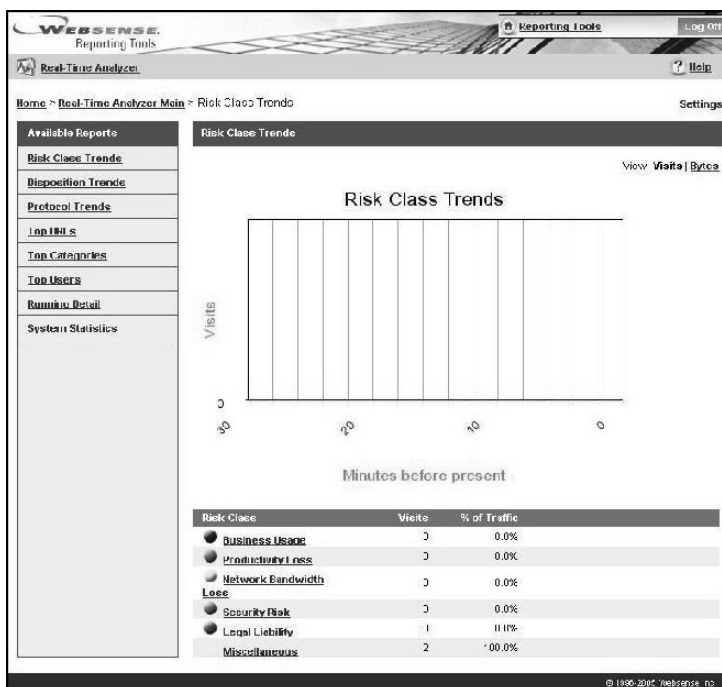 WEBSENSE.
Reporting Tools
Reporting Tools
Log Off
Real-Time Analyzer
Help
Home > Real-Time Analyzer Main > Risk Class Trends
Settings
Available Reports
Risk Class Trends
Disposition Trends
Protocol Trends
Top URLs
Top Categories
Top Users
Running Detail
System Statistics
Risk Class Trends
View Visits | Bytes
Risk Class Trends
Visits
0
30
20
10
0
Minutes before present
Risk Class Visits % of Traffic
Business Usage 0 0.0%
Productivity Loss 0 0.0%
Network Bandwidth Loss 0 0.0%
Security Risk 0 0.0%
Legal Liability 0 0.0%
Miscellaneous 2 100.0%
Websense Inc